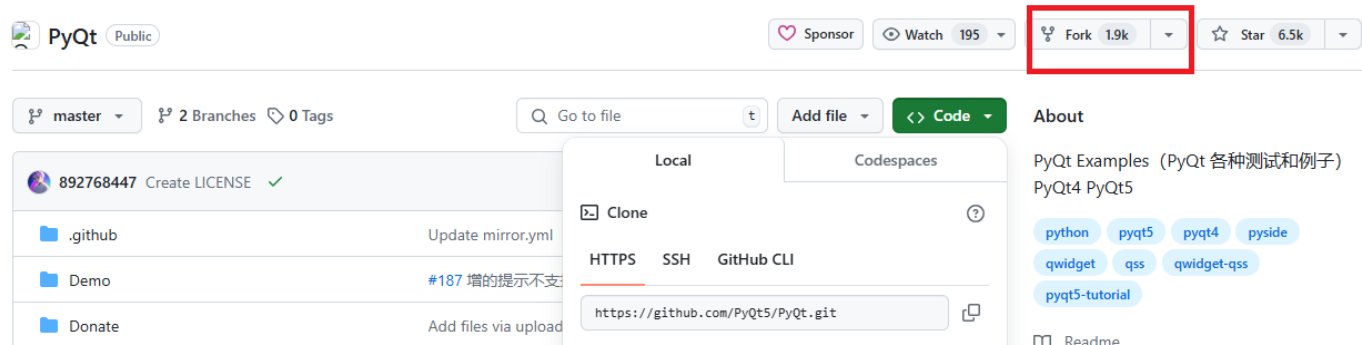 PyQt Public Sponsor Watch 195 Fork 1.9k Star 6.5k
master 2 Branches 0 Tags Go to file t Add file Code About
Local Codespaces
PyQt Examples（PyQt 各种测试和例子）
PyQt4 PyQt5
892768447 Create LICENSE
Clone
.github Update mirror.yml
python pyqt5 pyqt4 pyside
HTTPS SSH GitHub CLI
qwidget qss qwidget-qss
Demo #187 增的提示不支
pyqt5-tutorial
https://github.com/PyQt5/PyQt.git
Donate Add files via upload
Readme